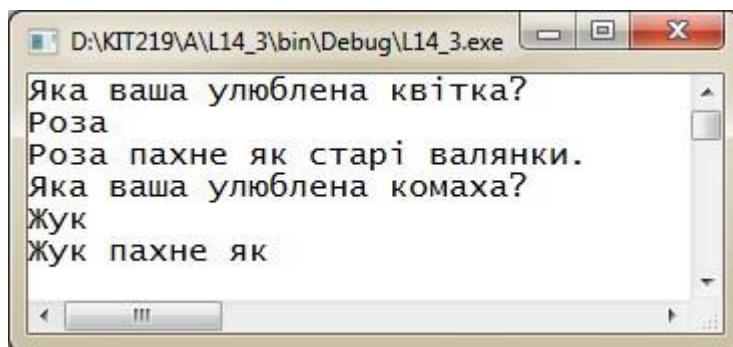 D:\KIT219\A\L14_3\bin\Debug\L14_3.exe
Яка ваша улюблена квітка?
Роза
Роза пахне як старі валянки.
Яка ваша улюблена комаха?
Жук
Жук пахне як